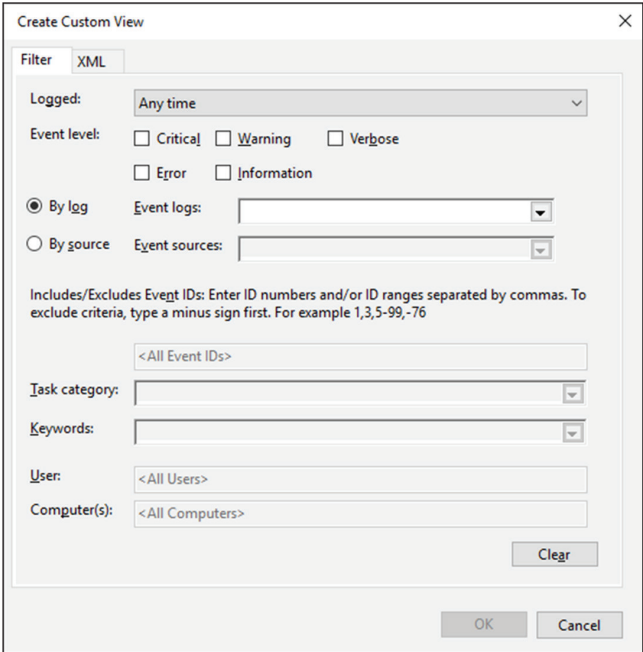 Create Custom View
Filter XML
Logged: Any time
Event level: Critical Warning Verbose
Error Information
By log Event logs:
By source Event sources:
Includes/Excludes Event IDs: Enter ID numbers and/or ID ranges separated by commas. To
exclude criteria, type a minus sign first. For example 1,3,5-99,-76
<All Event IDs>
Task category:
Keywords:
User: <All Users>
Computer(s): <All Computers>
Clear
OK Cancel